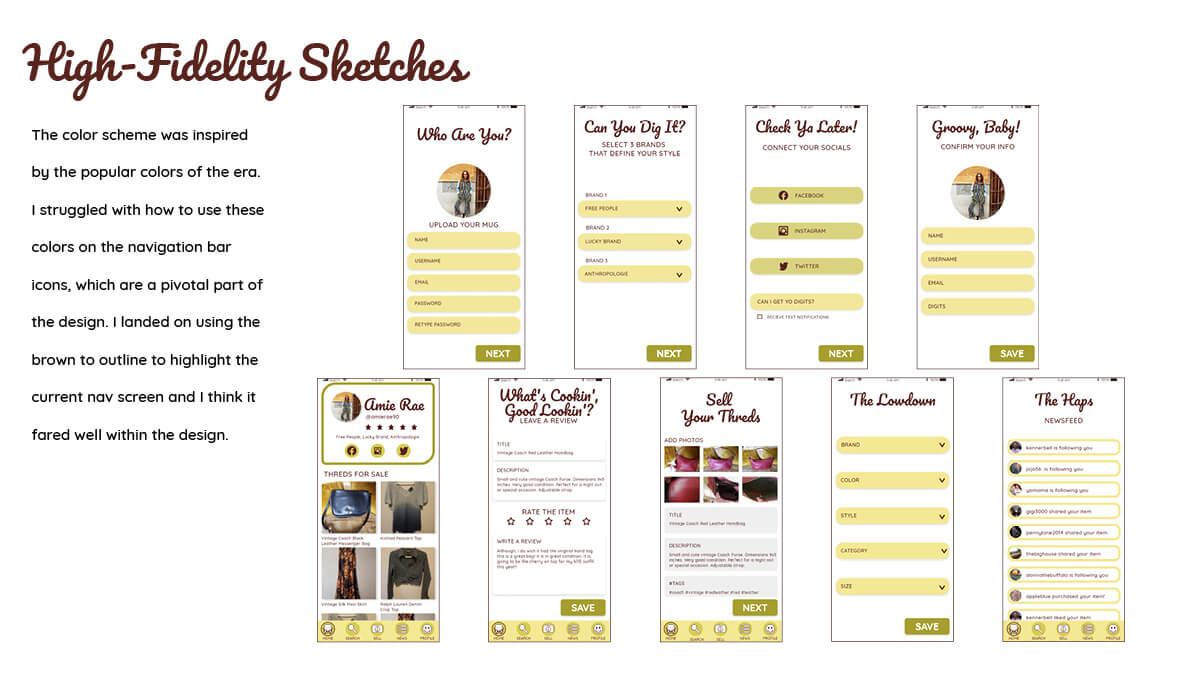 High-Fidelity Sketches
The color scheme was inspired
by the popular colors of the era.
I struggled with how to use these
colors on the navigation bar
icons, which are a pivotal part of
the design. I landed on using the
brown to outline to highlight the
current nav screen and I think it
fared well within the design.
Who Are You?
UPLOAD YOUR MUG
NAME
USERNAME
EMAIL
PASSWORD
RETYPE PASSWORD
NEXT
Can You Dig It?
SELECT 3 BRANDS
THAT DEFINE YOUR STYLE
BRAND 1
FREE PEOPLE
BRAND 2
LUCKY BRAND
BRAND 3
ANTHROPOLOGIE
NEXT
Check Ya Later!
CONNECT YOUR SOCIALS
FACEBOOK
INSTAGRAM
TWITTER
CAN I GET YO DIGITS?
RECIEVE TEXT NOTIFICATIONS
NEXT
Groovy, Baby!
CONFIRM YOUR INFO
NAME
USERNAME
EMAIL
DIGITS
SAVE
Amie Rae
@amierae90
Free People, Lucky Brand, Anthropologie
THREDS FOR SALE
Vintage Coach Black
Leather Messenger Bag
Knitted Peasant Top
Vintage Silk Maxi Skirt
Ralph Lauren Denim
Crop Top
HOME SEARCH SELL NEWS PROFILE
What's Cookin',
Good Lookin'?
LEAVE A REVIEW
TITLE
Vintage Coach Red Leather Handbag
DESCRIPTION
Small and cute vintage Coach Purse. Dimensions 9x5
inches. Very good condition. Perfect for a night out
or special occasion. Adjustable strap.
RATE THE ITEM
WRITE A REVIEW
Although, I do wish it had the original hand tag
this is a great bag! It is in great condition. It is
going to be the cherry on top for my NYE outfit
this year!!
SAVE
HOME SEARCH SELL NEWS PROFILE
Sell
Your Threds
ADD PHOTOS
TITLE
Vintage Coach Red Leather Handbag
DESCRIPTION
Small and cute vintage Coach Purse. Dimensions 9x5
inches. Very good condition. Perfect for a night out
or special occasion. Adjustable strap.
#TAGS
#coach #vintage #redleather #red #leather
NEXT
HOME SEARCH SELL NEWS PROFILE
The Lowdown
BRAND
COLOR
STYLE
CATEGORY
SIZE
SAVE
The Haps
NEWSFEED
kennerbell is following you
jojo56 is following you
yomama is following you
gigi3000 shared your item
pennylane2014 shared your item
thebighouse shared your item
donnathebuffalo is following you
appleblue purchased your item!
kennerbell liked your item
HOME SEARCH SELL NEWS PROFILE